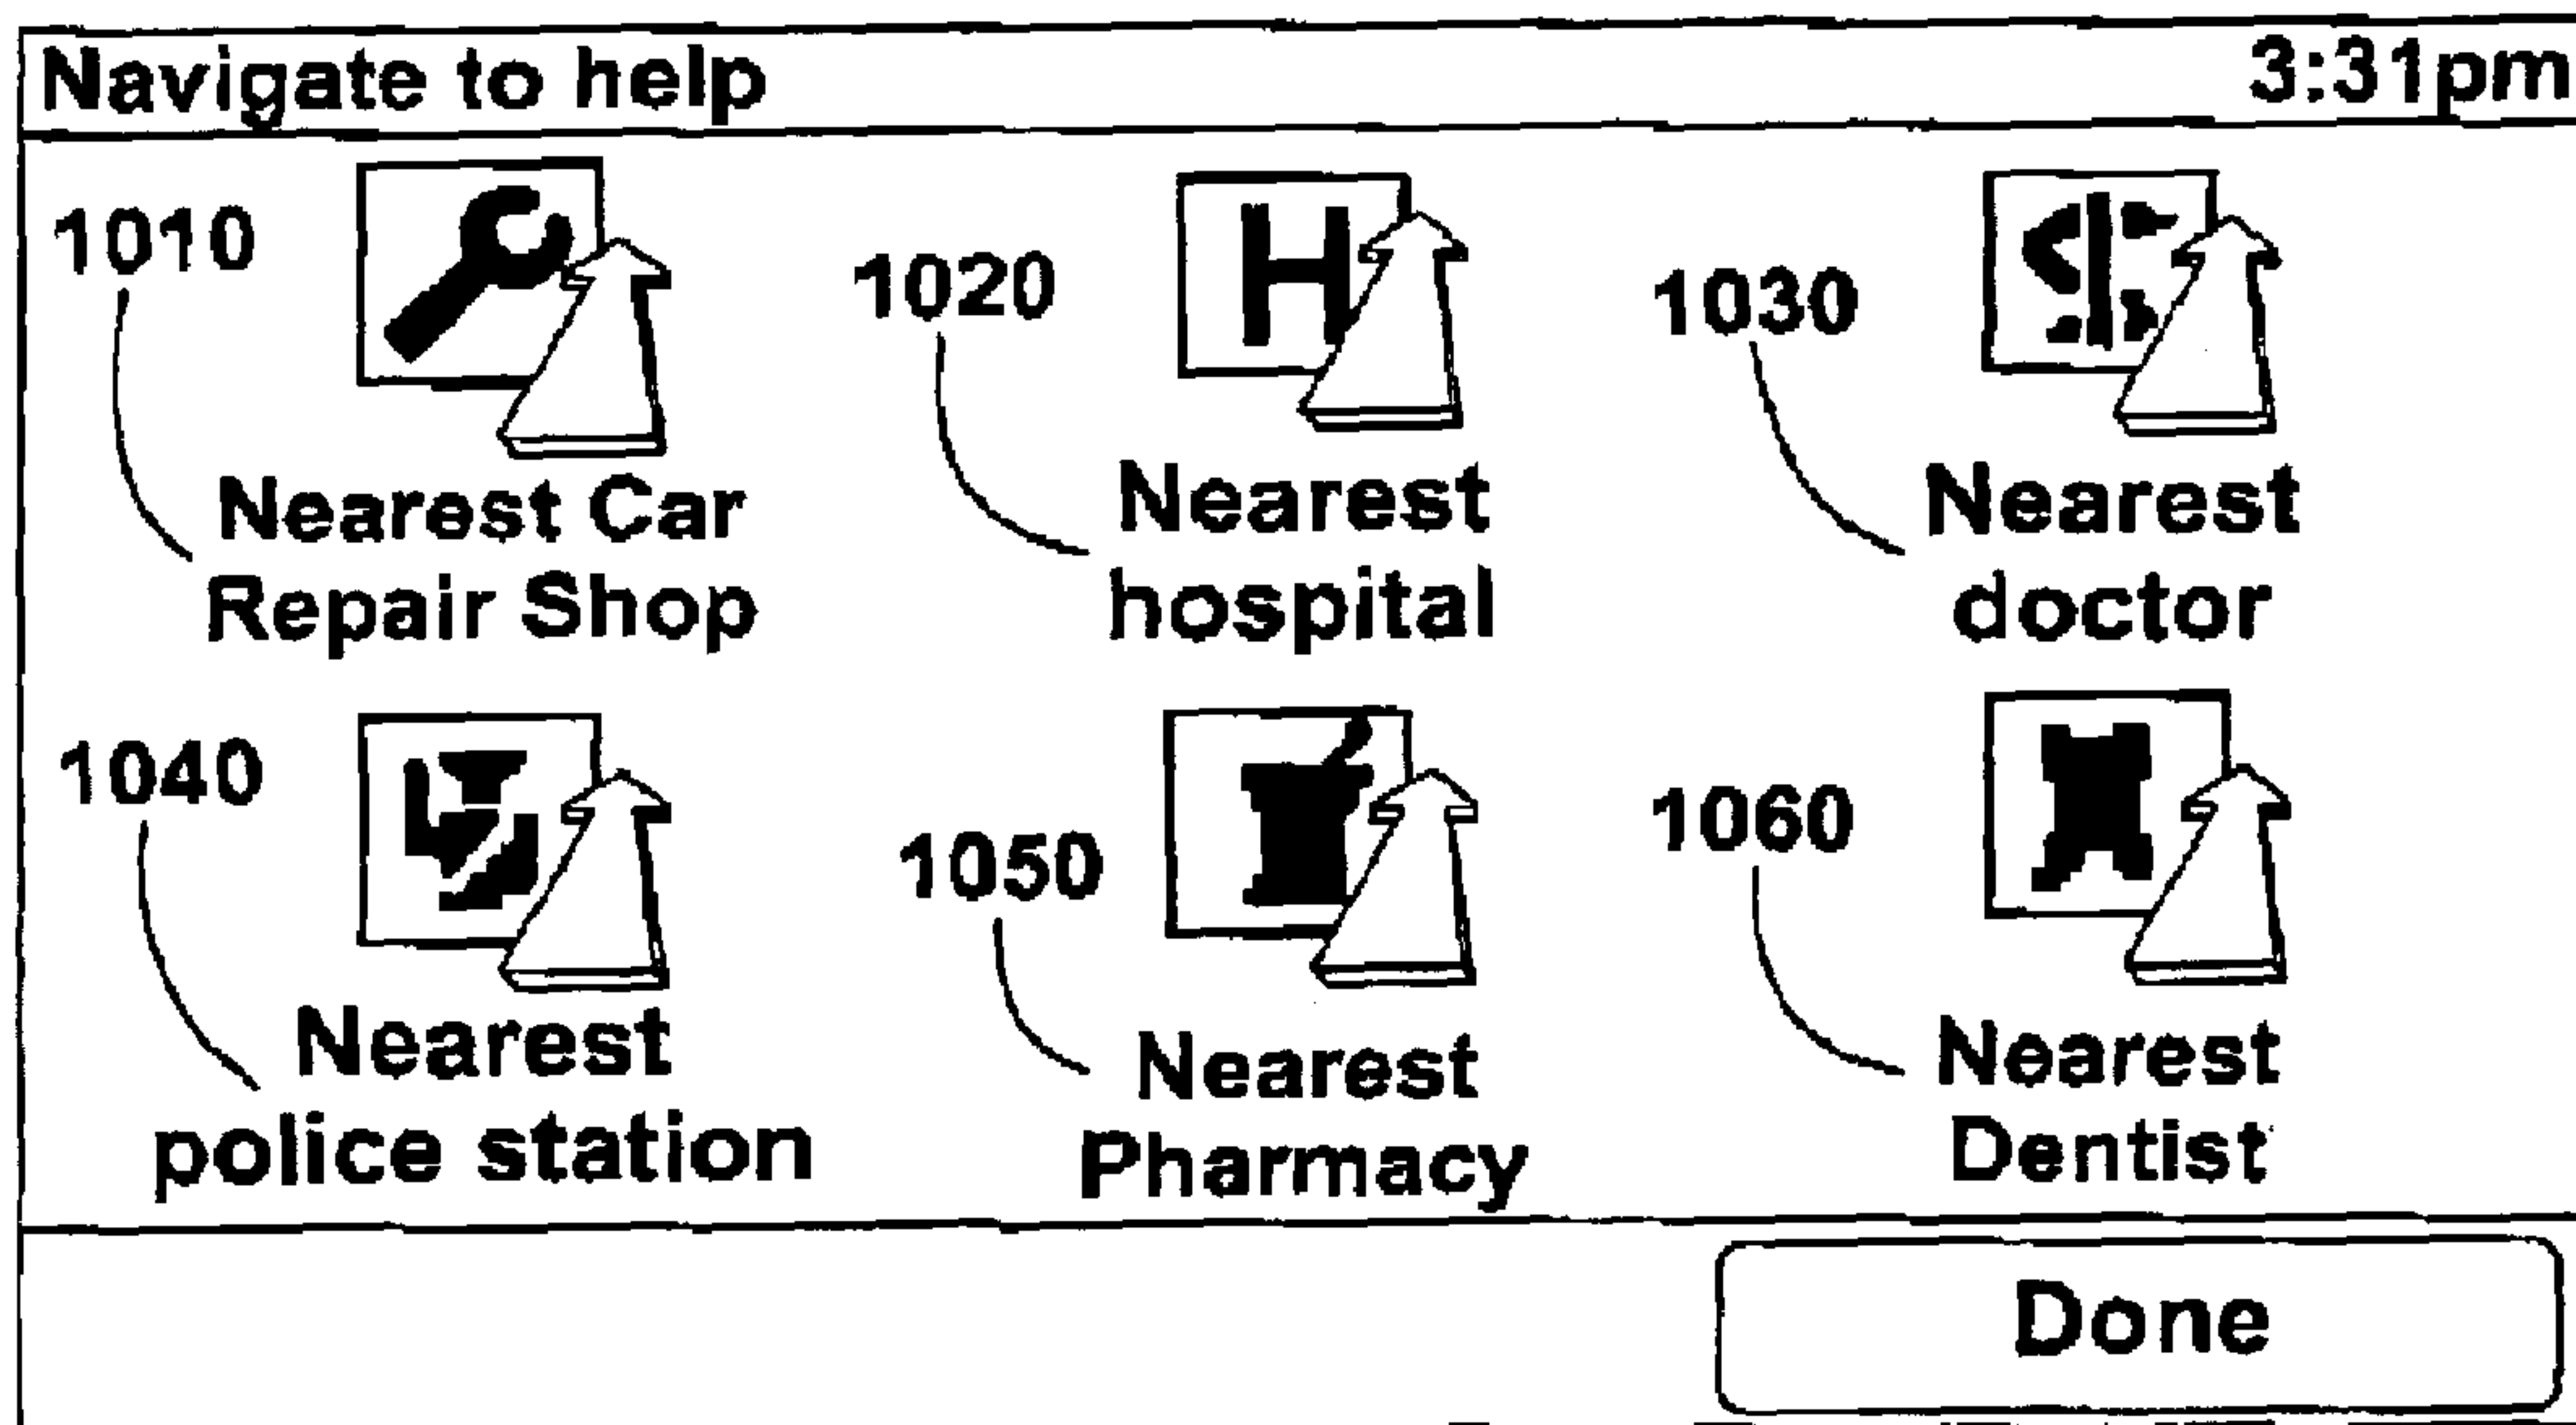 Navigate to help 3:31pm
1010 1020 1030
H
Nearest Car
Repair Shop
Nearest
hospital
Nearest
doctor
1040 1050 1060
Nearest
police station
Nearest
Pharmacy
Nearest
Dentist
Done